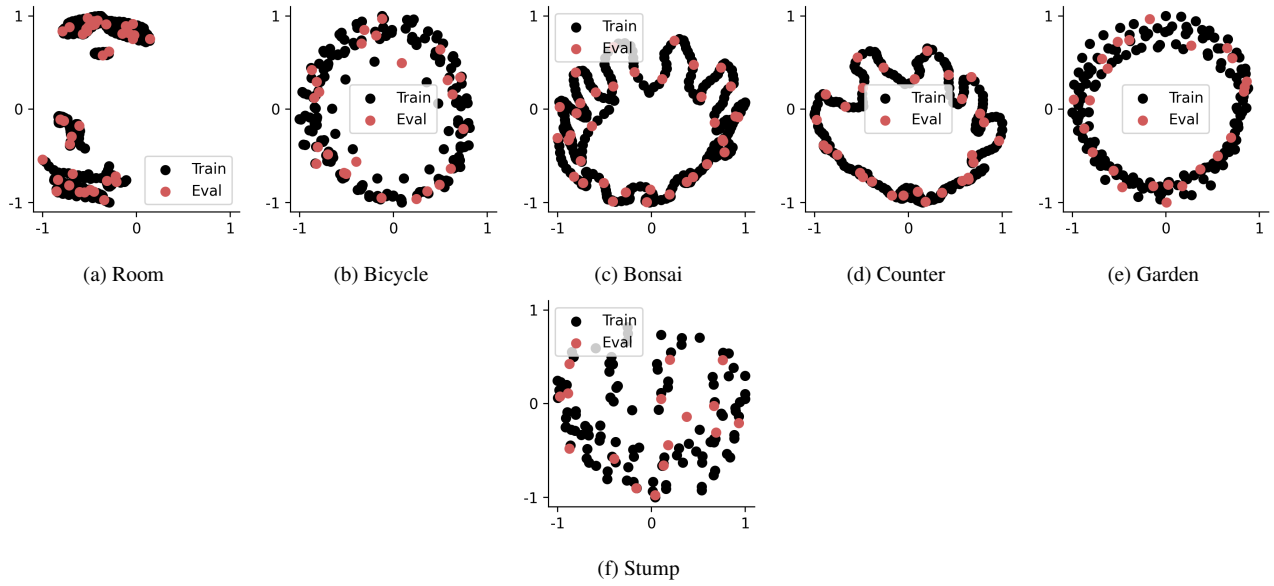 1
0
-1
-1 0 1
Train
Eval
(a) Room
1
0
-1
-1 0 1
Train
Eval
(b) Bicycle
1
0
-1
-1 0 1
Train
Eval
(c) Bonsai
1
0
-1
-1 0 1
Train
Eval
(d) Counter
1
0
-1
-1 0 1
Train
Eval
(e) Garden
1
0
-1
-1 0 1
Train
Eval
(f) Stump